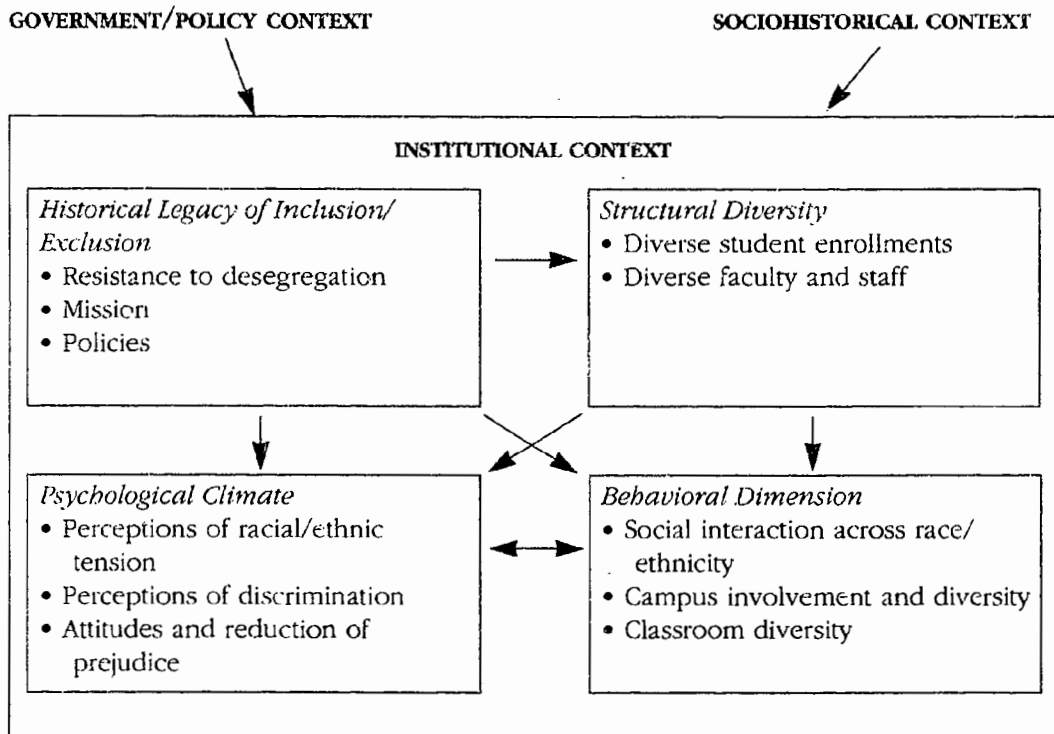 GOVERNMENT/POLICY CONTEXT
SOCIOHISTORICAL CONTEXT
INSTITUTIONAL CONTEXT
Historical Legacy of Inclusion/
Exclusion
• Resistance to desegregation
• Mission
• Policies
Structural Diversity
• Diverse student enrollments
• Diverse faculty and staff
Psychological Climate
• Perceptions of racial/ethnic
tension
• Perceptions of discrimination
• Attitudes and reduction of
prejudice
Behavioral Dimension
• Social interaction across race/
ethnicity
• Campus involvement and diversity
• Classroom diversity